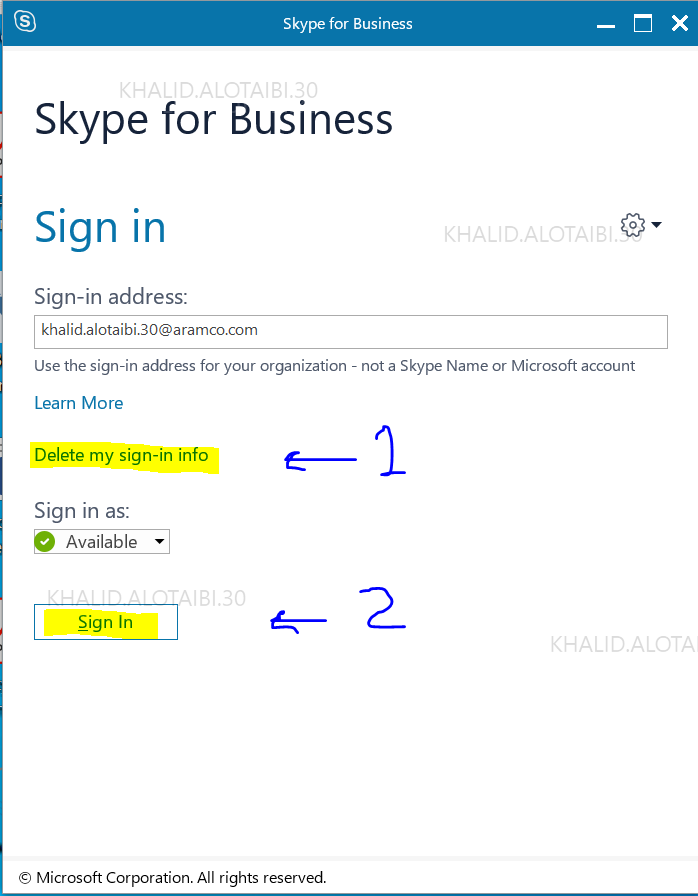 Skype for Business
KHALID.ALOTAIBI.30
Skype for Business
Sign in
KHALID.ALOTAIBI.30
Sign-in address:
khalid.alotaibi.30@aramco.com
Use the sign-in address for your organization - not a Skype Name or Microsoft account
Learn More
Delete my sign-in info
1
Sign in as:
Available
KHALID.ALOTAIBI.30
Sign In
2
KHALID.ALOTA
© Microsoft Corporation. All rights reserved.